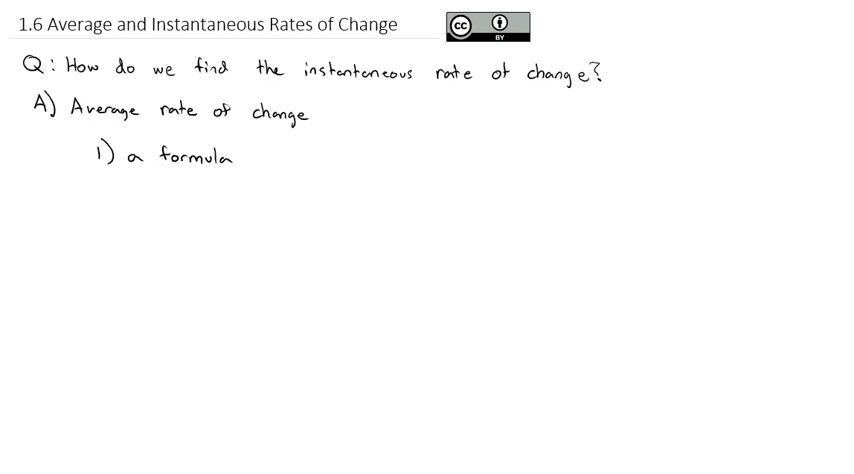 1.6 Average and Instantaneous Rates of Change
cc BY
Q: How do we find the instantaneous rate of change?
A) Average rate of change
1) a formula